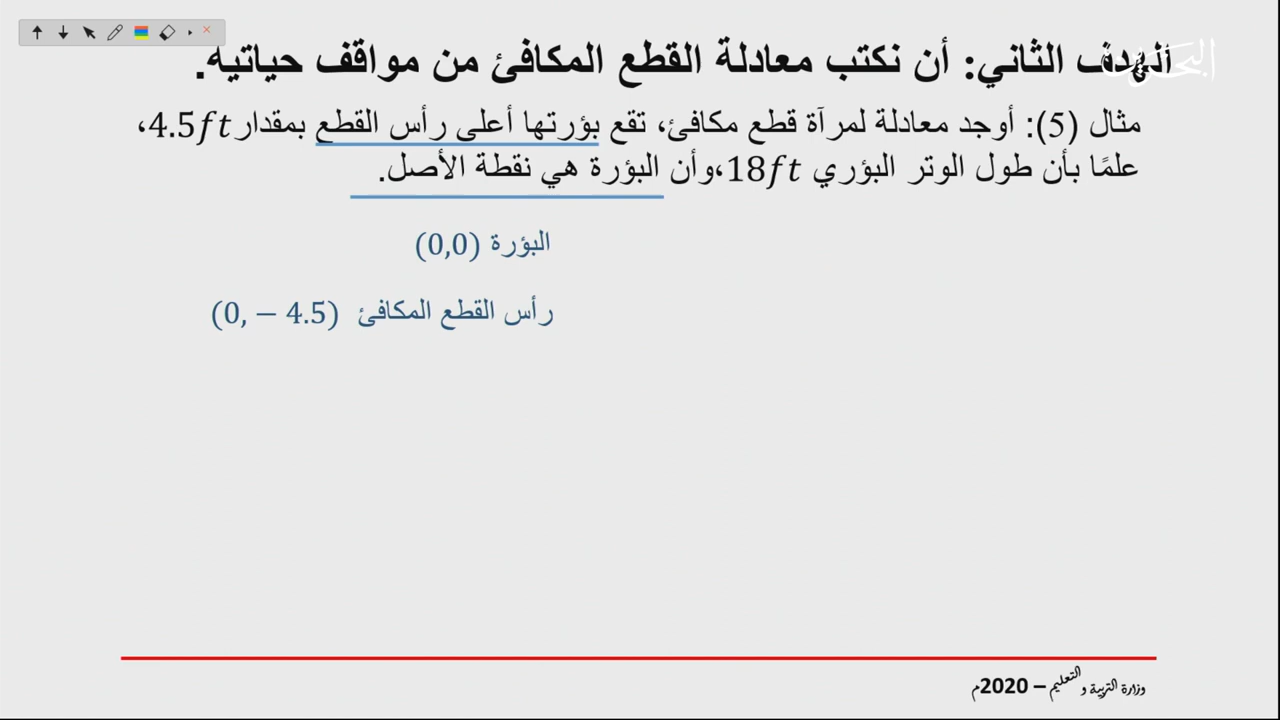 الهدف الثاني: أن نكتب معادلة القطع المكافئ من مواقف حياتيه.
مثال (5): أوجد معادلة لمرآة قطع مكافئ، تقع بؤرتها أعلى رأس القطع بمقدار 4.5ft،
علمًا بأن طول الوتر البؤري 18ft،وأن البؤرة هي نقطة الأصل.
البؤرة (0,0)
رأس القطع المكافئ (0, − 4.5)
وزارة التربية و التعليم – 2020م